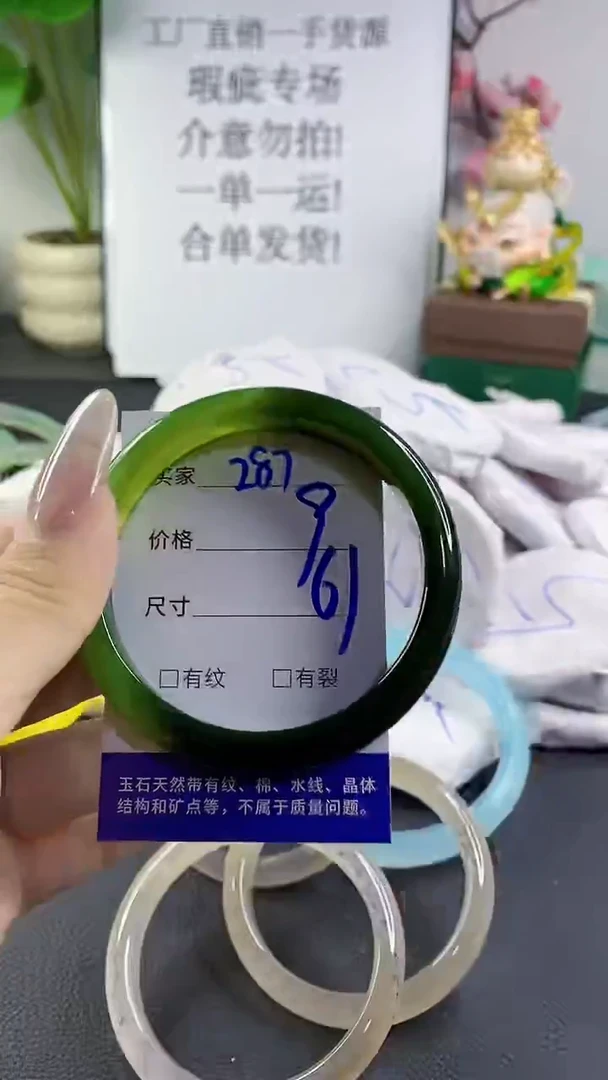 工厂直销一手货源
瑕疵专场
介意勿拍!
一单一运!
合单发货!
买家 287
价格 9
尺寸 61
□有纹 □有裂
玉石天然带有纹、棉、水线、晶体
结构和矿点等，不属于质量问题。